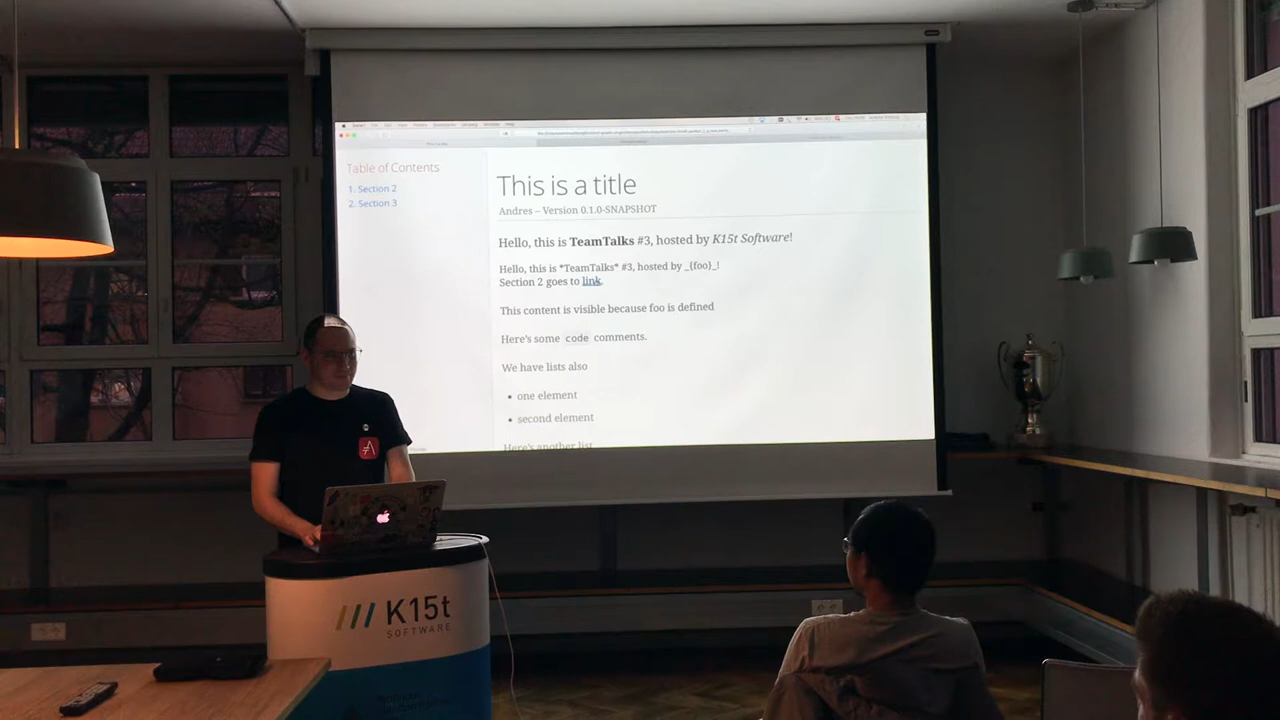 Table of Contents
1. Section 2
2. Section 3
This is a title
Andres – Version 0.1.0-SNAPSHOT
Hello, this is TeamTalks #3, hosted by K15t Software!
Hello, this is *TeamTalks* #3, hosted by _{foo}_!
Section 2 goes to link.
This content is visible because foo is defined
Here's some code comments.
We have lists also
• one element
• second element
Here's another list
K15t
SOFTWARE